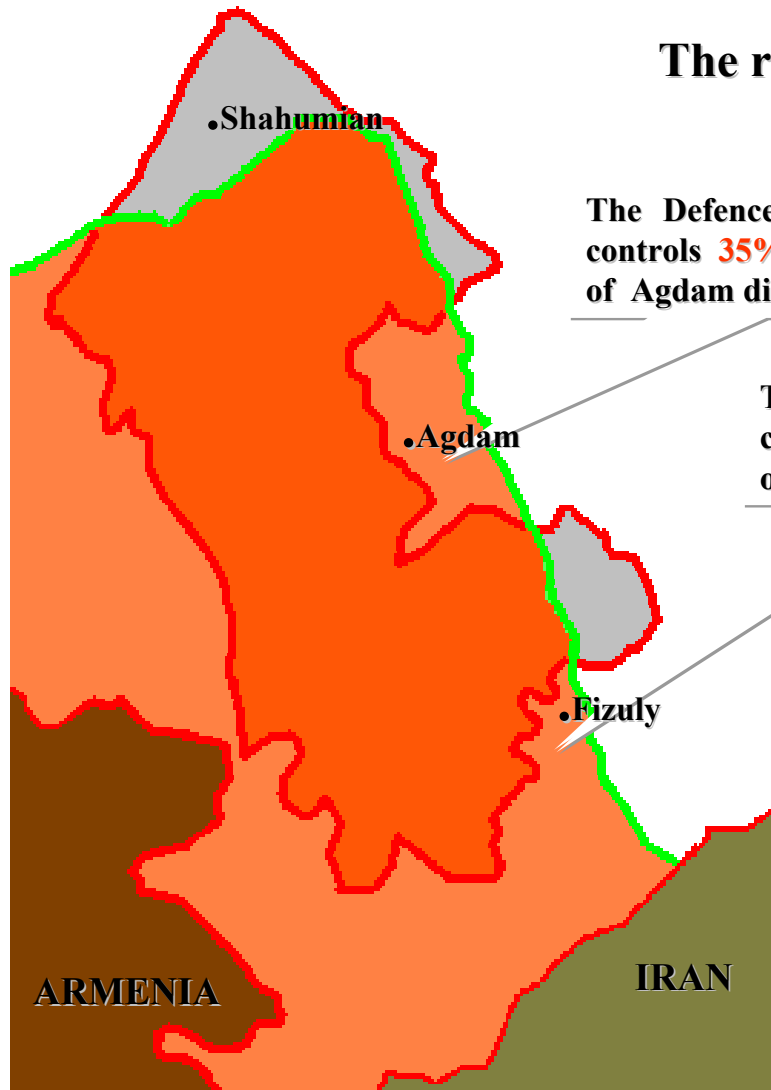 The r
Shahumian
The Defence
controls 35%
of Agdam di
T
c
o
Agdam
Fizuly
ARMENIA
IRAN